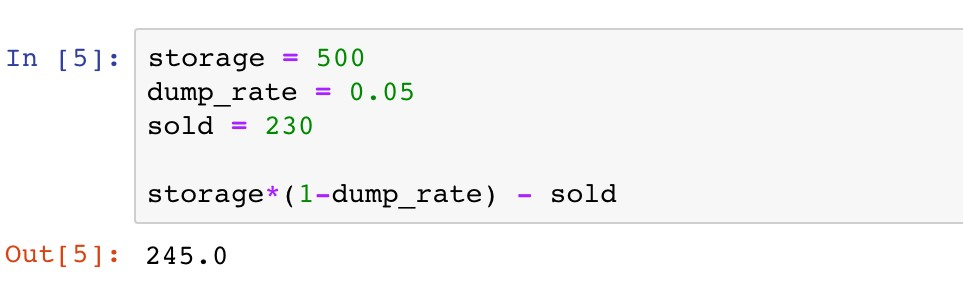 In [5]: storage = 500
dump_rate = 0.05
sold = 230
storage*(1-dump_rate) - sold
Out[5]: 245.0